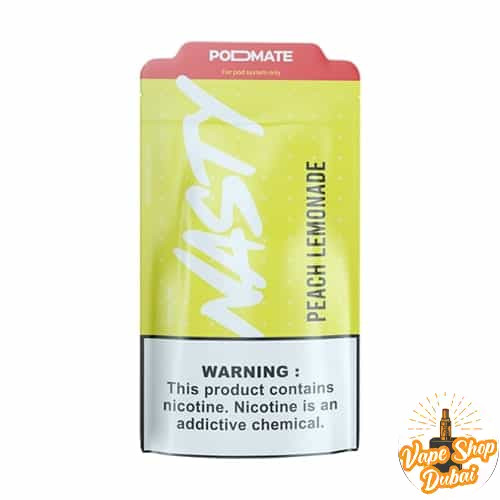 PODMATE
For pod system only
NASTY
PEACH LEMONADE
WARNING :
This product contains
nicotine. Nicotine is an
addictive chemical.
Vape Shop
Dubai